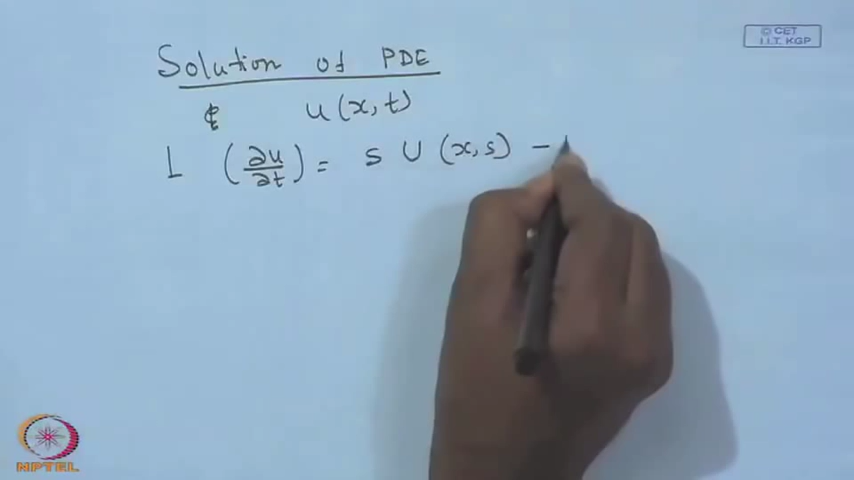 Solution of PDE
u(x,t)
L (∂u/∂t) = s U (x,s) -
© CET
I.I.T. KGP
NPTEL